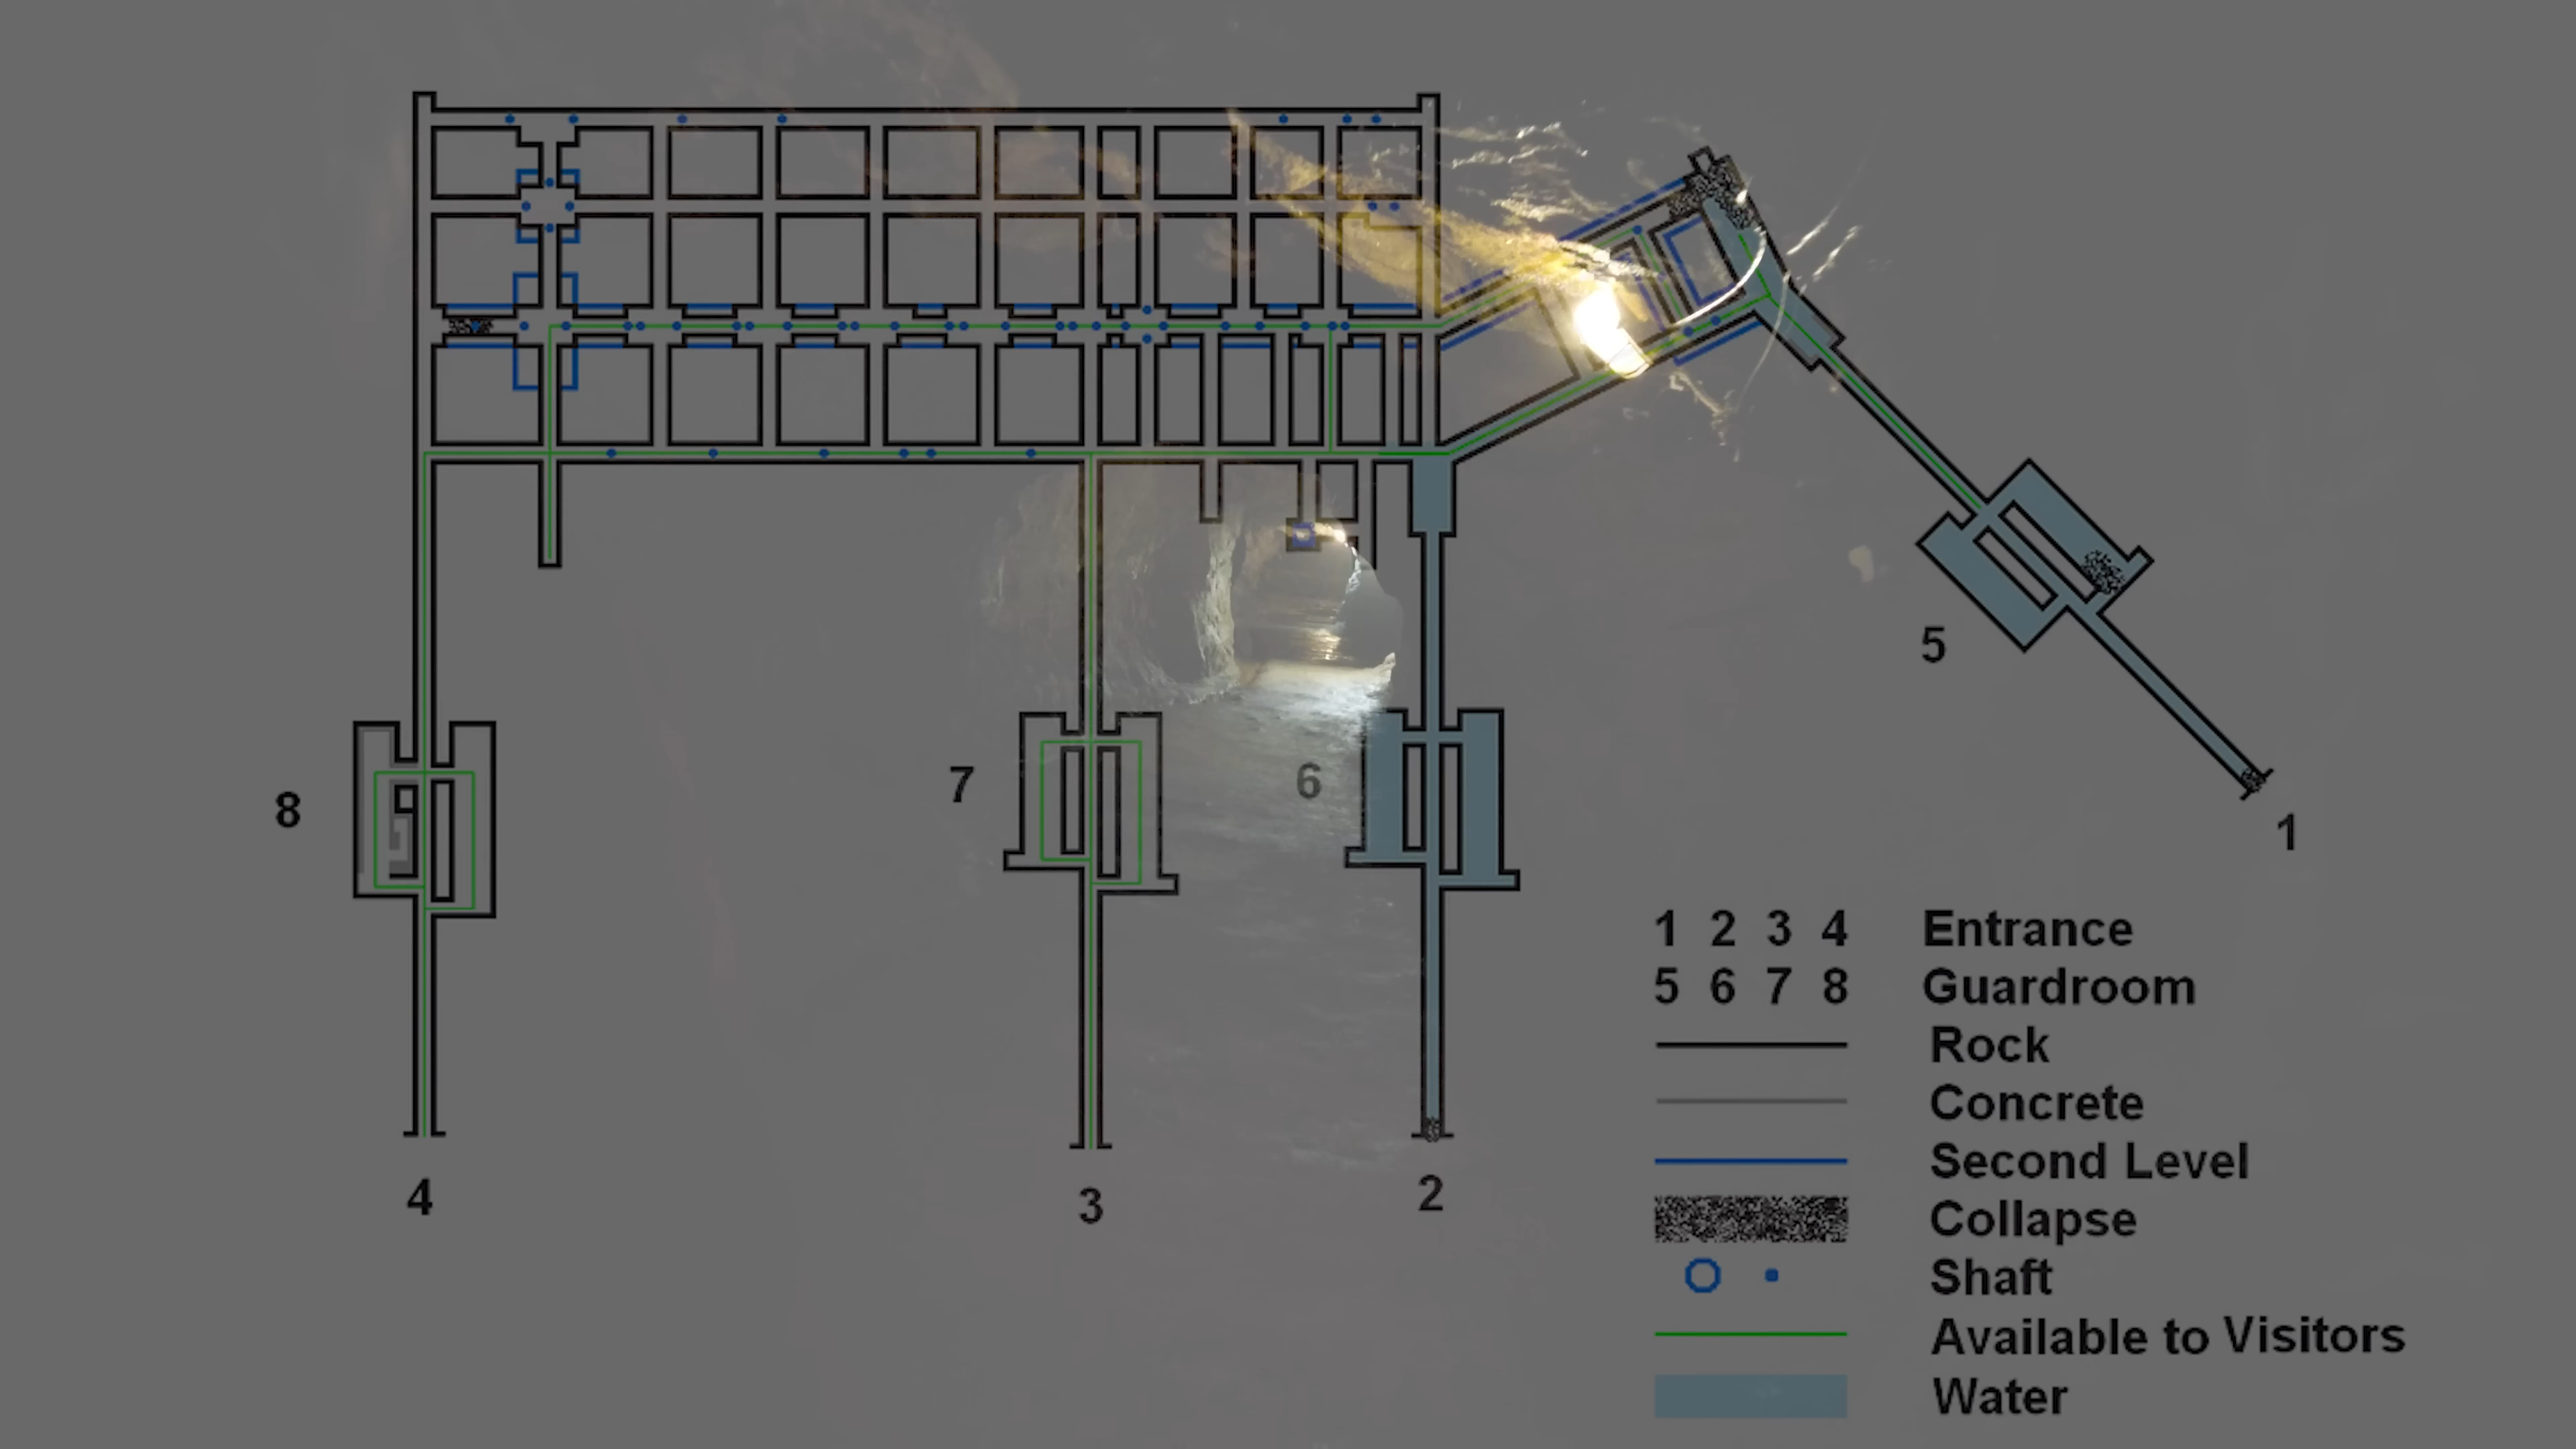 5
7
6
8
1
4
3
2
1 2 3 4 Entrance
5 6 7 8 Guardroom
Rock
Concrete
Second Level
Collapse
Shaft
Available to Visitors
Water